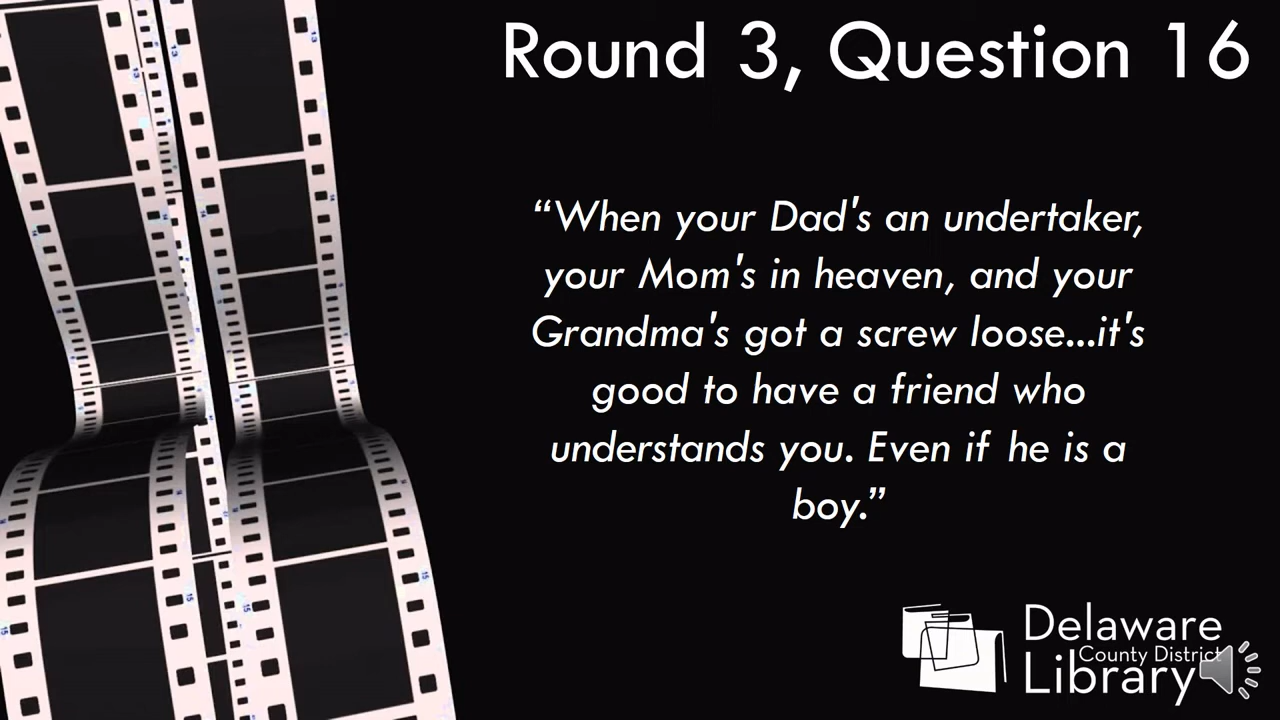 Round 3, Question 16
“When your Dad's an undertaker,
your Mom's in heaven, and your
Grandma's got a screw loose...it's
good to have a friend who
understands you. Even if he is a
boy.”
Delaware
County District
Library